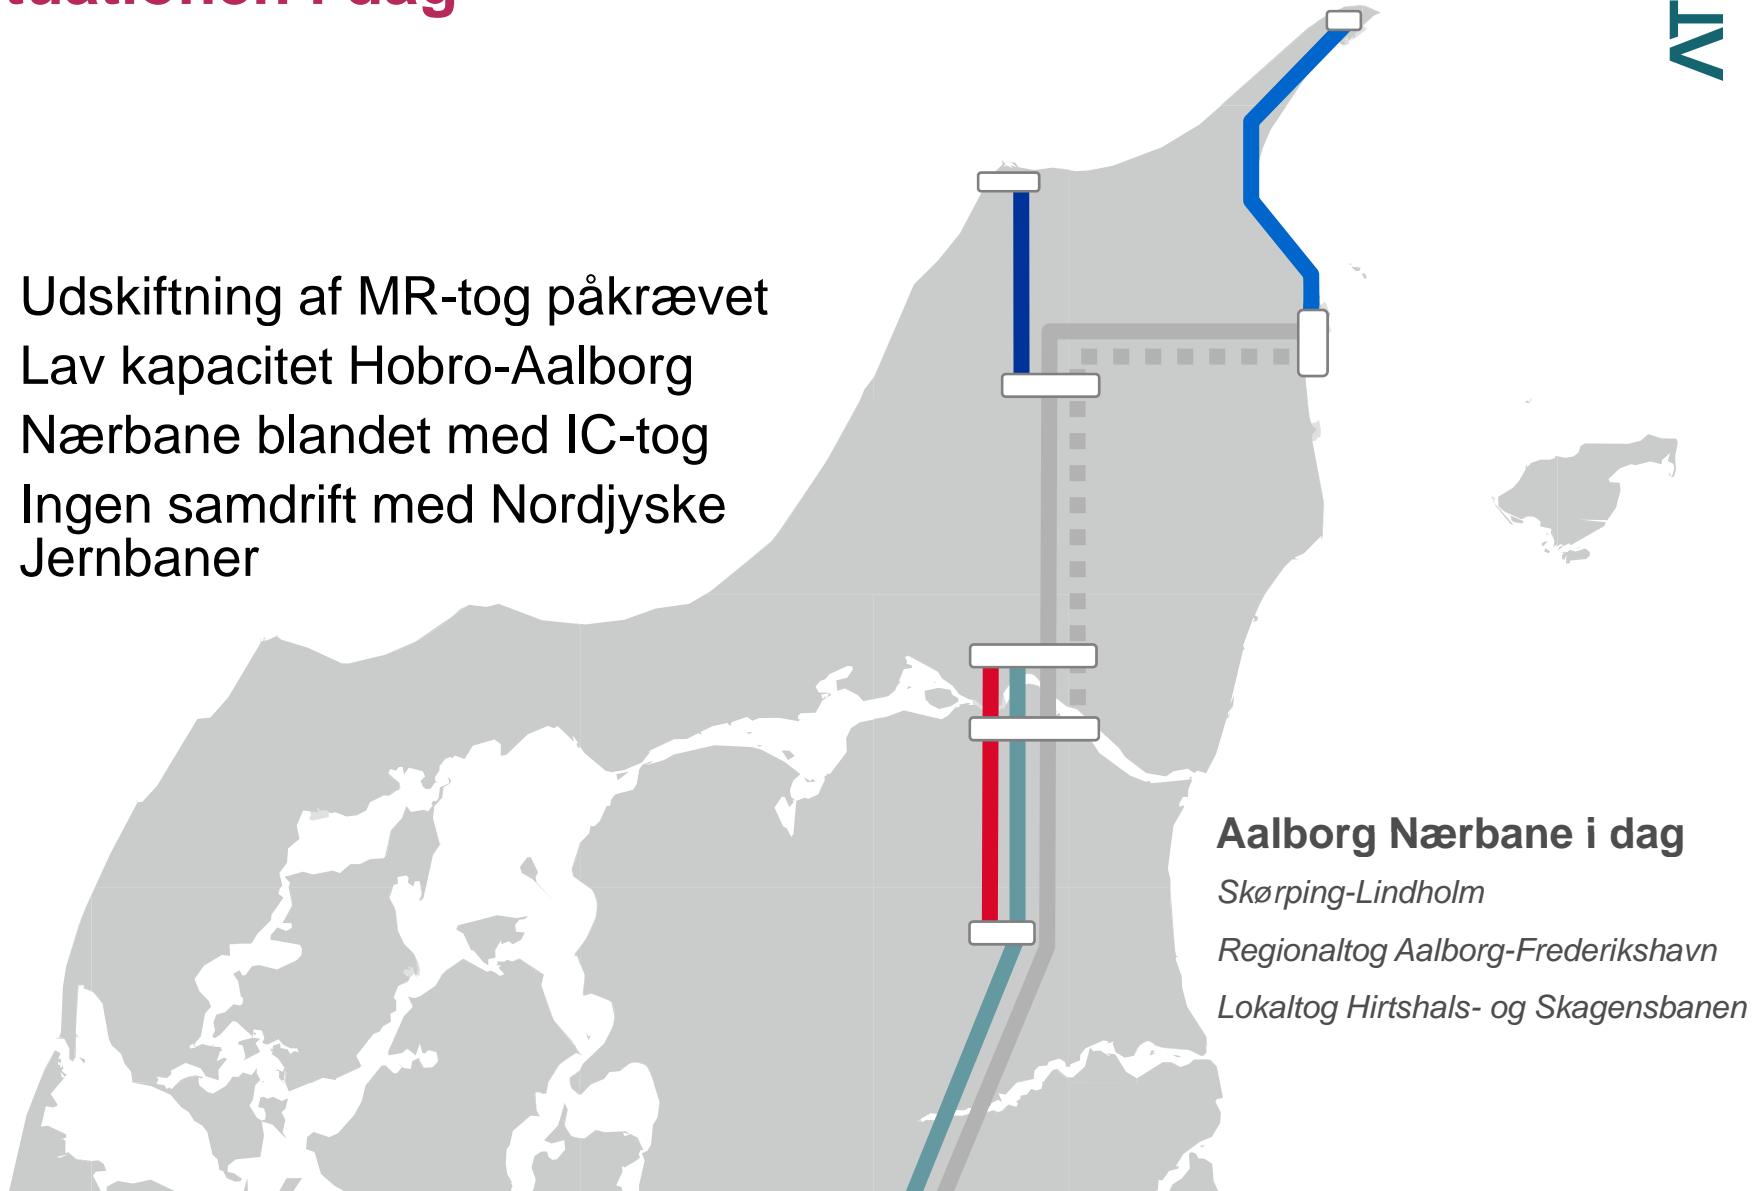 i dag
Udskiftning af MR-tog påkrævet
Lav kapacitet Hobro-Aalborg
Nærbane blandet med IC-tog
Ingen samdrift med Nordjyske
Jernbaner
Aalborg Nærbane i dag
Skørping-Lindholm
Regionaltog Aalborg-Frederikshavn
Lokaltog Hirtshals- og Skagensbanen